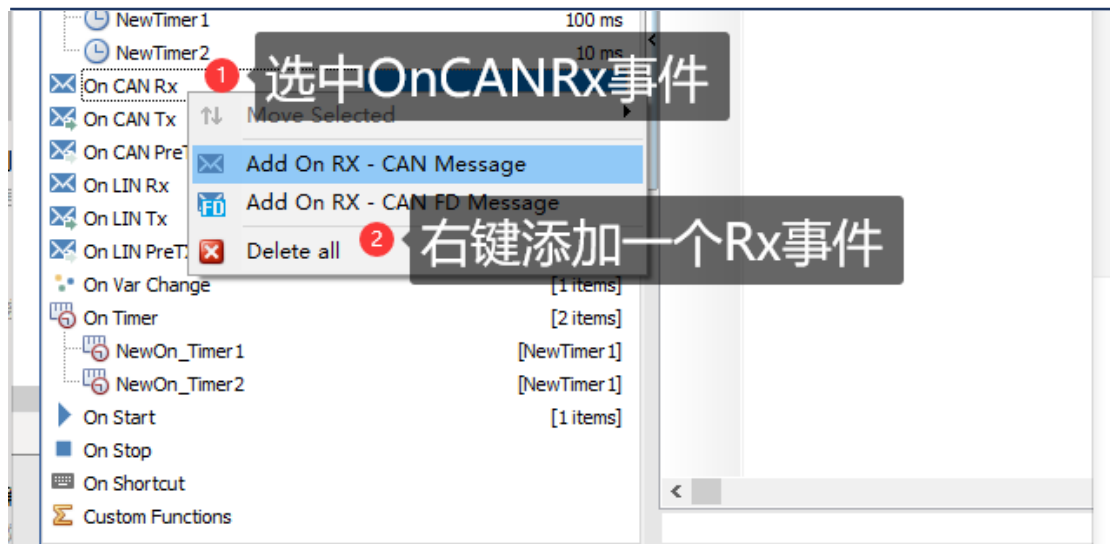 NewTimer1 100 ms
NewTimer2 10 ms
On CAN Rx
1 选中OnCANRx事件
On CAN Tx
Move Selected
On CAN PreT
Add On RX - CAN Message
On LIN Rx
FD Add On RX - CAN FD Message
On LIN Tx
On LIN PreT
Delete all
2 右键添加一个Rx事件
On Var Change [1 items]
On Timer [2 items]
NewOn_Timer1 [NewTimer1]
NewOn_Timer2 [NewTimer1]
On Start [1 items]
On Stop
On Shortcut
Custom Functions